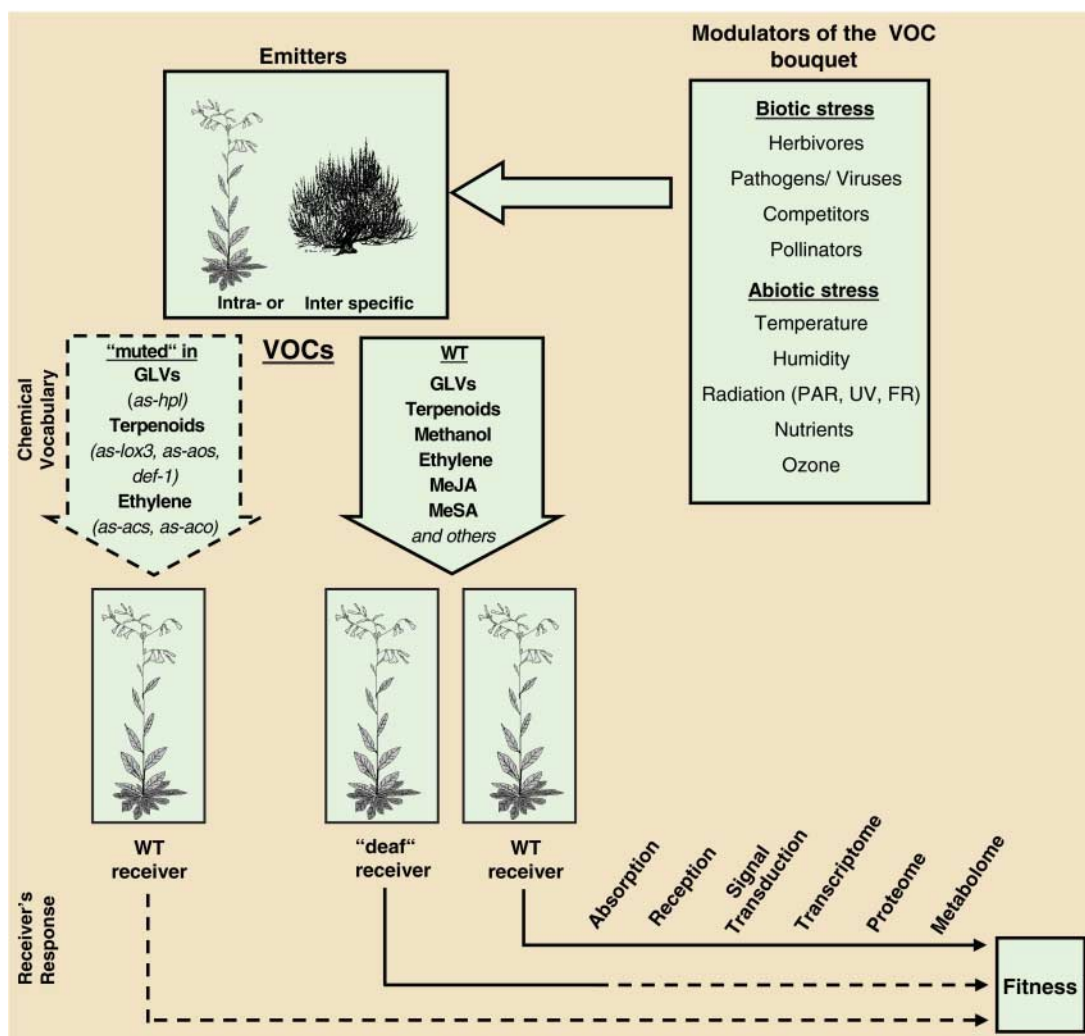 Emitters
Intra- or Inter specific
Modulators of the VOC
bouquet
Biotic stress
Herbivores
Pathogens/ Viruses
Competitors
Pollinators
Abiotic stress
Temperature
Humidity
Radiation (PAR, UV, FR)
Nutrients
Ozone
Chemical
Vocabulary
“muted“ in
GLVs
(as-hpl)
Terpenoids
(as-lox3, as-aos,
def-1)
Ethylene
(as-acs, as-aco)
VOCs
WT
GLVs
Terpenoids
Methanol
Ethylene
MeJA
MeSA
and others
WT
receiver
“deaf“
receiver
WT
receiver
Receiver's
Response
Absorption
Reception
Signal
Transduction
Transcriptome
Proteome
Metabolome
Fitness